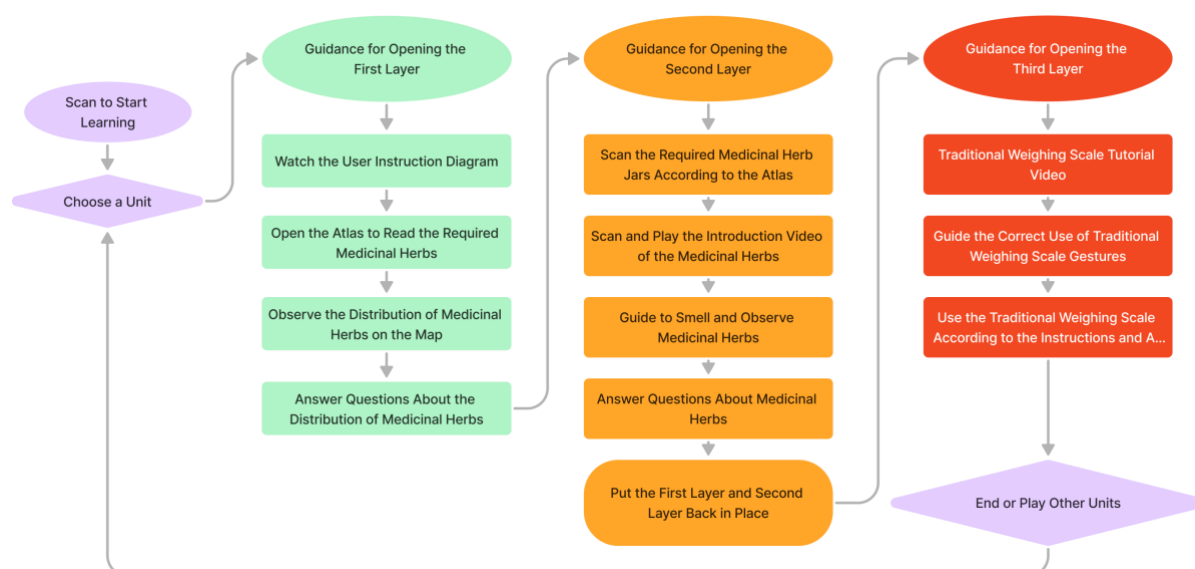 Scan to Start
Learning
Choose a Unit
Guidance for Opening the
First Layer
Watch the User Instruction Diagram
Open the Atlas to Read the Required
Medicinal Herbs
Observe the Distribution of Medicinal
Herbs on the Map
Answer Questions About the
Distribution of Medicinal Herbs
Guidance for Opening the
Second Layer
Scan the Required Medicinal Herb
Jars According to the Atlas
Scan and Play the Introduction Video
of the Medicinal Herbs
Guide to Smell and Observe
Medicinal Herbs
Answer Questions About Medicinal
Herbs
Put the First Layer and Second
Layer Back in Place
Guidance for Opening the
Third Layer
Traditional Weighing Scale Tutorial
Video
Guide the Correct Use of Traditional
Weighing Scale Gestures
Use the Traditional Weighing Scale
According to the Instructions and A...
End or Play Other Units